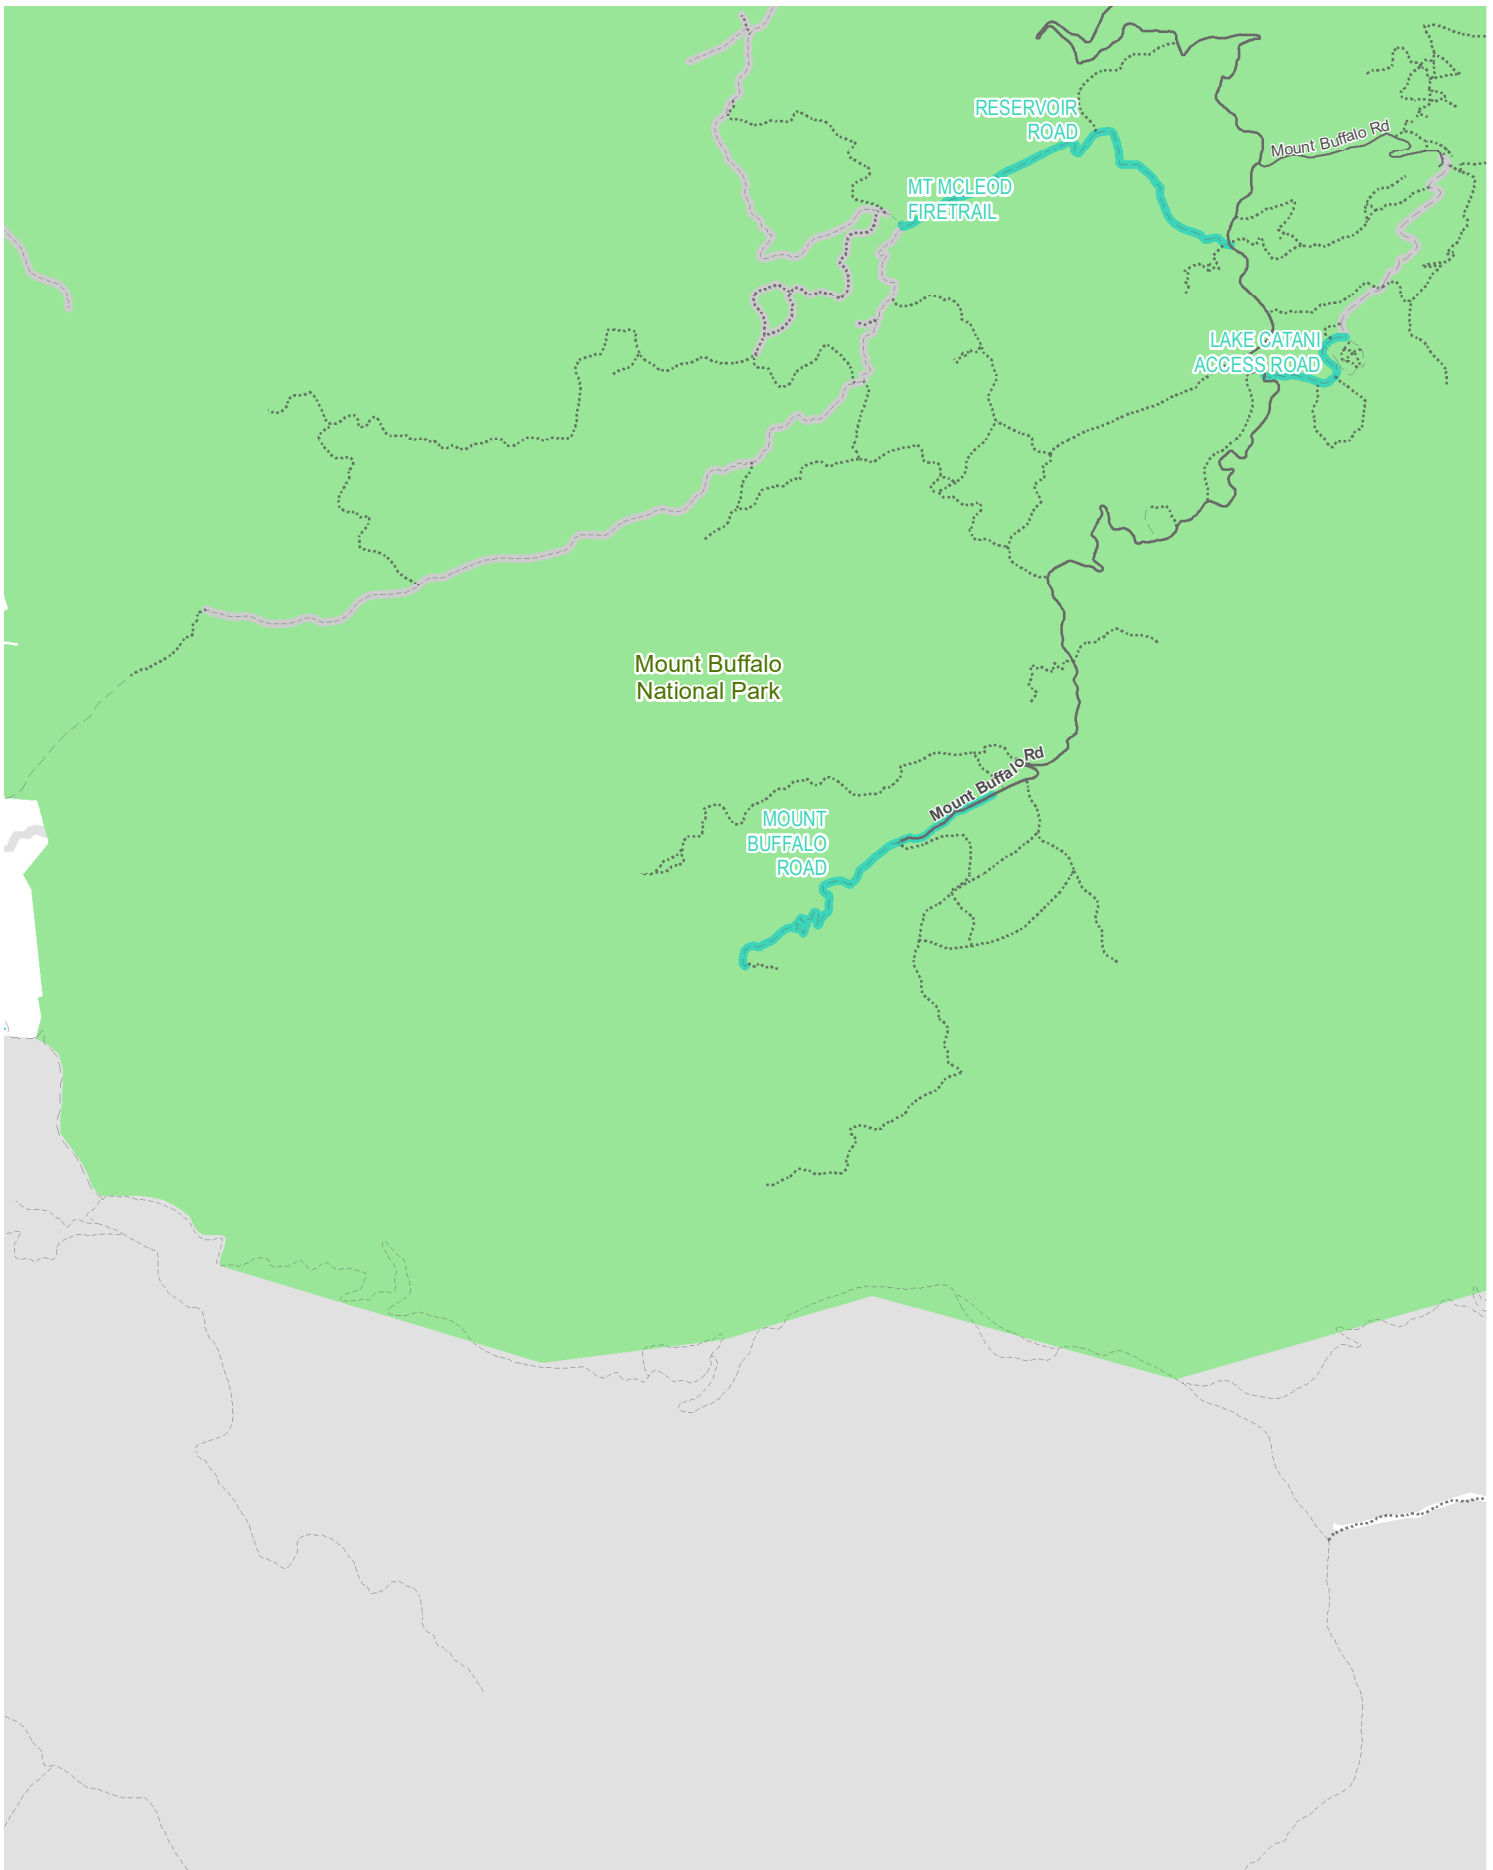 RESERVOIR
ROAD
Mount Buffalo Rd
MT MCLEOD
FIRETRAIL
LAKE CATANI
ACCESS ROAD
Mount Buffalo
National Park
Mount Buffalo Rd
MOUNT
BUFFALO
ROAD